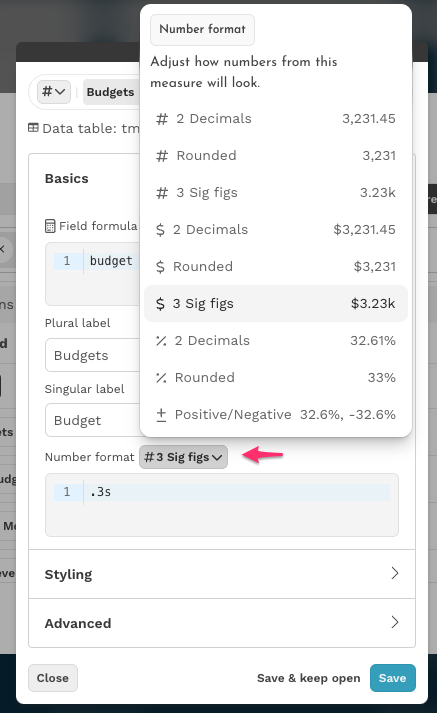 Number format
Adjust how numbers from this
measure will look.
# 2 Decimals 3,231.45
# Rounded 3,231
# 3 Sig figs 3.23k
$ 2 Decimals $3,231.45
$ Rounded $3,231
$ 3 Sig figs $3.23k
٪ 2 Decimals 32.61%
٪ Rounded 33%
± Positive/Negative 32.6%, -32.6%
# Budgets
Data table: tm
Basics
Field formula
1 budget
Plural label
Budgets
Singular label
Budget
Number format # 3 Sig figs
1 .3s
Styling
Advanced
Close Save & keep open Save